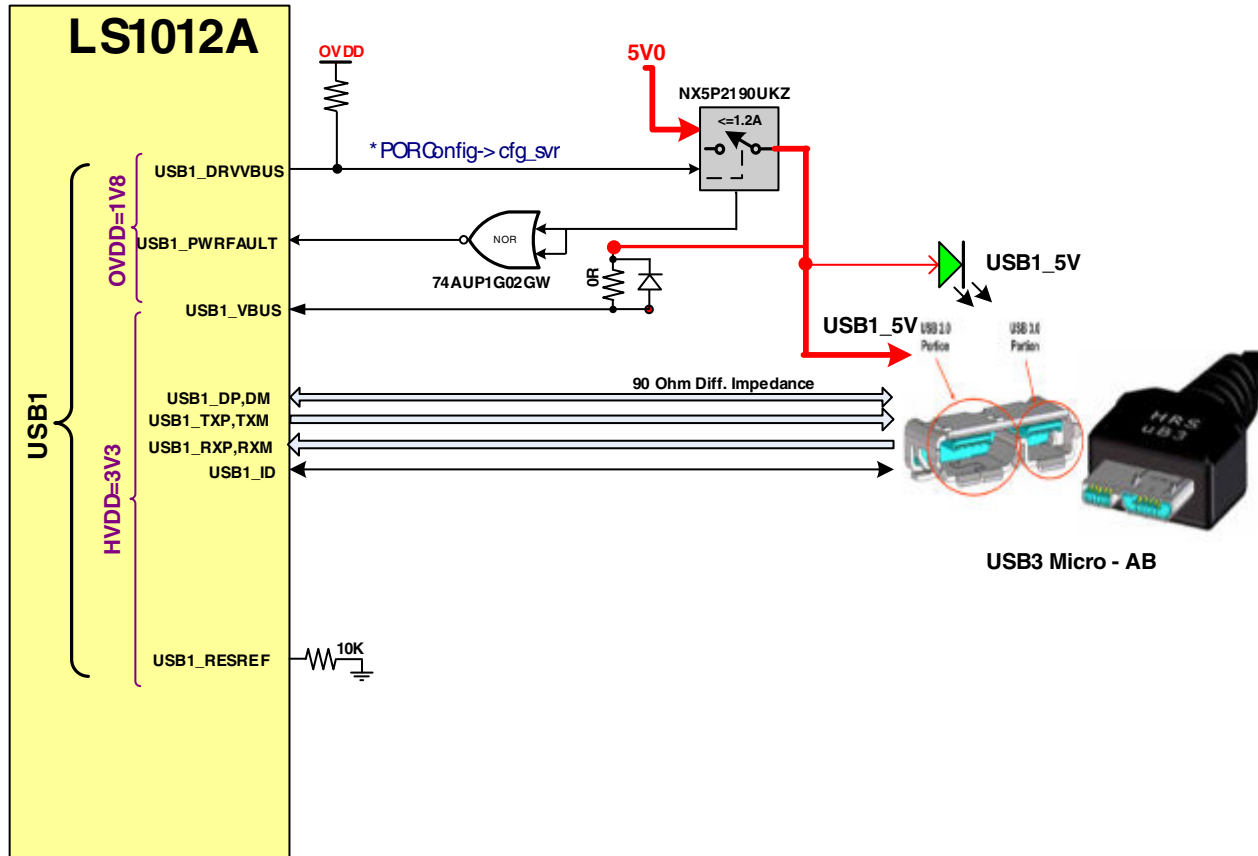 LS1012A
OVDD
5V0
NX5P2190UKZ
<=1.2A
*PORConfig-> cfg_svr
USB1_DRVVBUS
OVDD=1V8
USB1_PWRFAULT
NOR
74AUP1G02GW
0R
USB1_5V
USB1_VBUS
USB1_5V
USB 2.0
Portion
USB 3.0
Portion
90 Ohm Diff. Impedance
USB1_DP,DM
USB1_TXP,TXM
USB1_RXP,RXM
USB1_ID
USB1
HVDD=3V3
HRS
uB3
USB3 Micro - AB
USB1_RESREF
10K